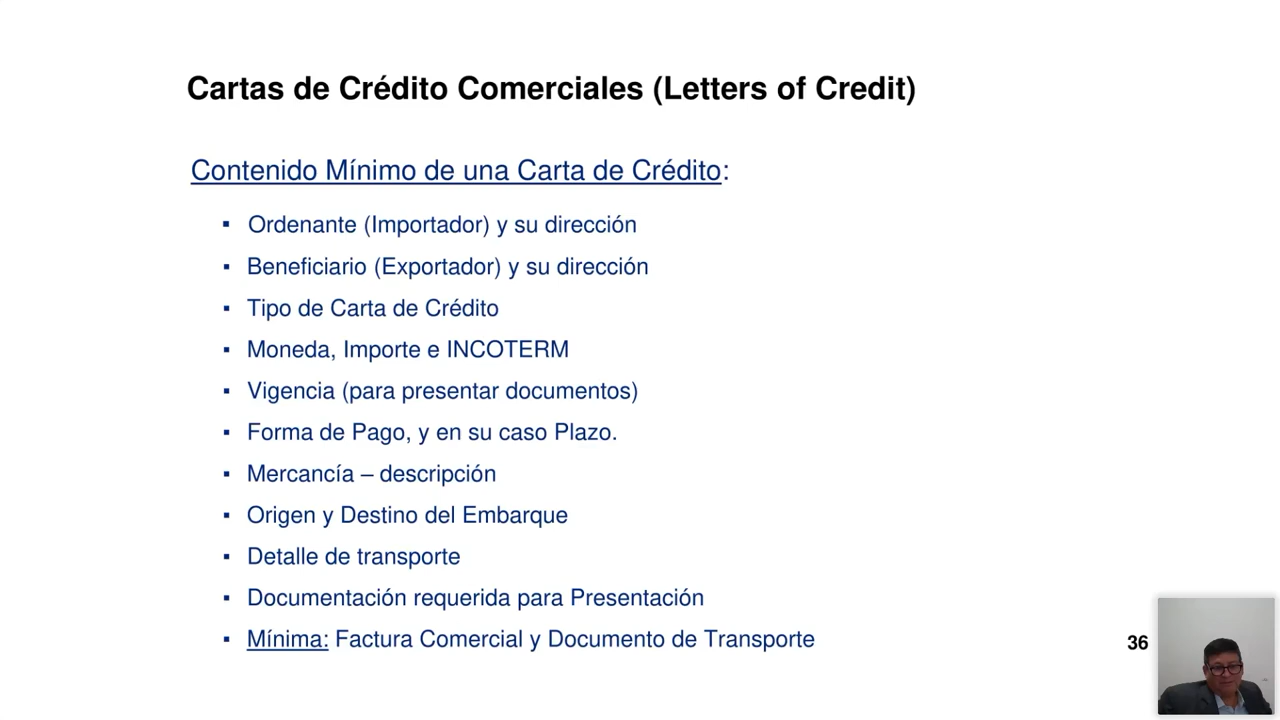 Cartas de Crédito Comerciales (Letters of Credit)
Contenido Mínimo de una Carta de Crédito:
▪ Ordenante (Importador) y su dirección
▪ Beneficiario (Exportador) y su dirección
▪ Tipo de Carta de Crédito
▪ Moneda, Importe e INCOTERM
▪ Vigencia (para presentar documentos)
▪ Forma de Pago, y en su caso Plazo.
▪ Mercancía – descripción
▪ Origen y Destino del Embarque
▪ Detalle de transporte
▪ Documentación requerida para Presentación
▪ Mínima: Factura Comercial y Documento de Transporte
36